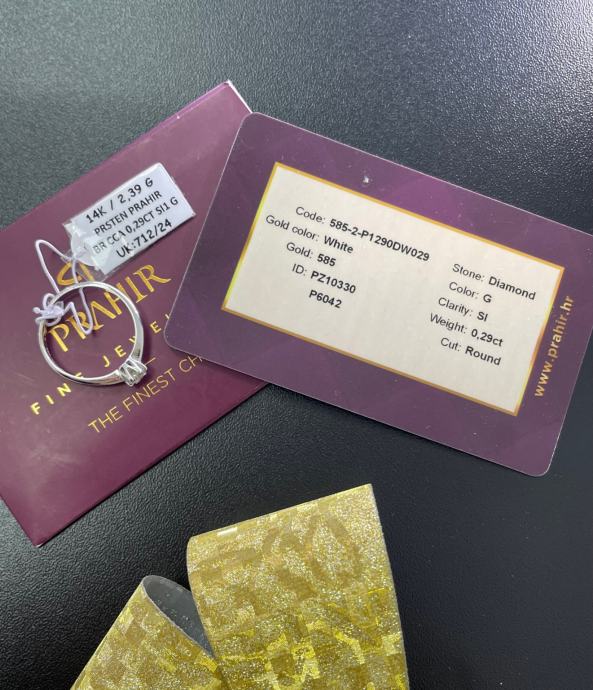 14K / 2,39 G
PRSTEN PRAHIR
BR CCA 0,29CT SI1 G
UK:712/24
PRAHIR
FINE JEWEL
THE FINEST CR
Code: 585-2-P1290DW029
Gold color: White
Gold: 585
ID: PZ10330
P6042
Stone: Diamond
Color: G
Clarity: SI
Weight: 0,29ct
Cut: Round
www.prahir.hr